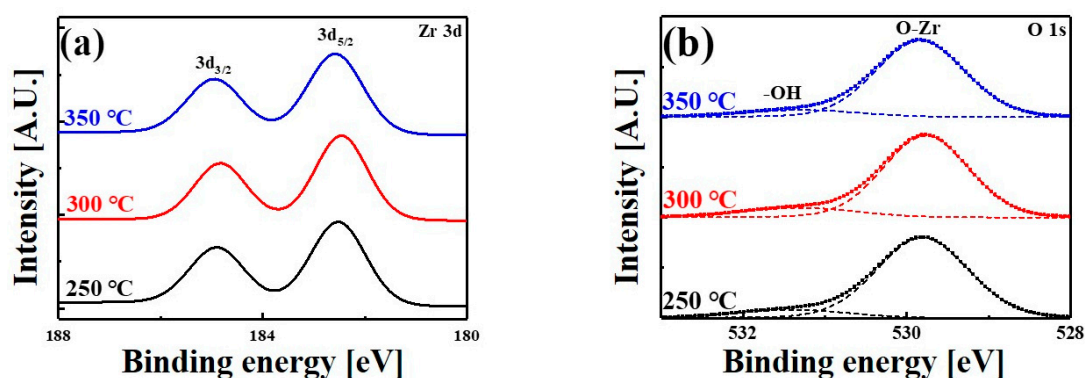 (a)
Zr 3d
3d5/2
3d3/2
350 °C
300 °C
250 °C
188
184
180
Binding energy [eV]
Intensity [A.U.]
(b)
O-Zr
O 1s
-OH
350 °C
300 °C
250 °C
532
530
528
Binding energy [eV]
Intensity [A.U.]